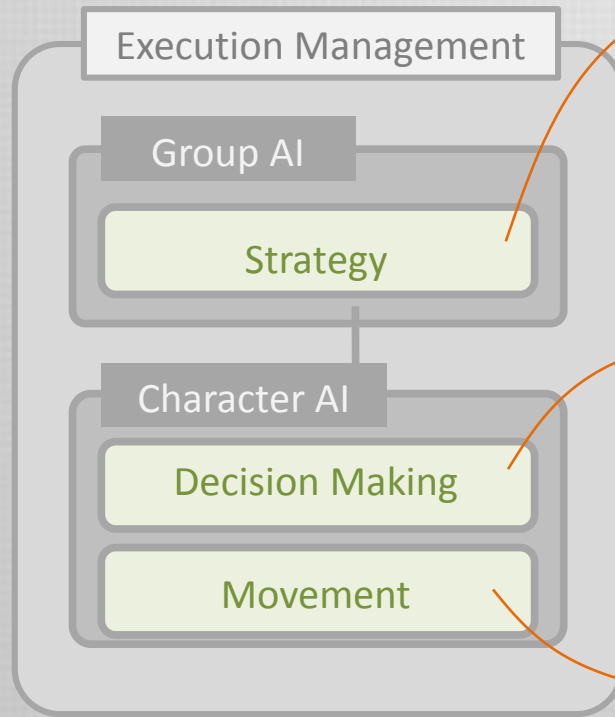 Execution Management
Group AI
Strategy
Character AI
Decision Making
Movement